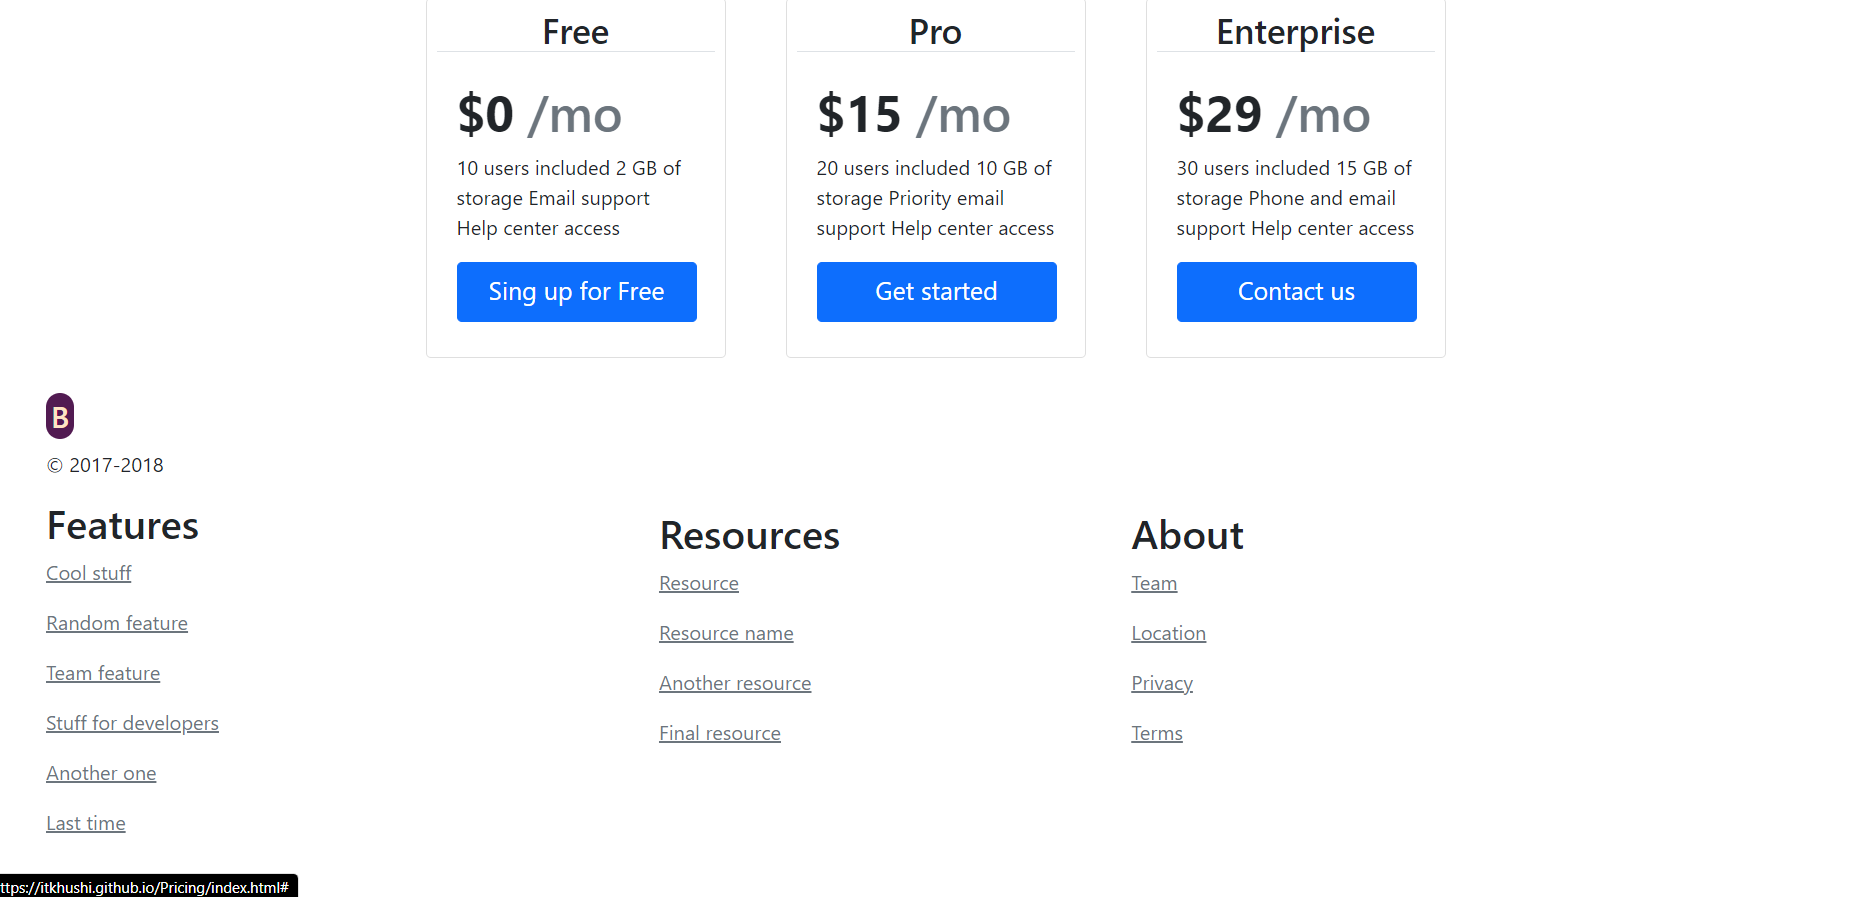 Free
$0 /mo
10 users included 2 GB of
storage Email support
Help center access
Sing up for Free
Pro
$15 /mo
20 users included 10 GB of
storage Priority email
support Help center access
Get started
Enterprise
$29 /mo
30 users included 15 GB of
storage Phone and email
support Help center access
Contact us
B
© 2017-2018
Features
Cool stuff
Random feature
Team feature
Stuff for developers
Another one
Last time
Resources
Resource
Resource name
Another resource
Final resource
About
Team
Location
Privacy
Terms
ttps://itkhushi.github.io/Pricing/index.html#